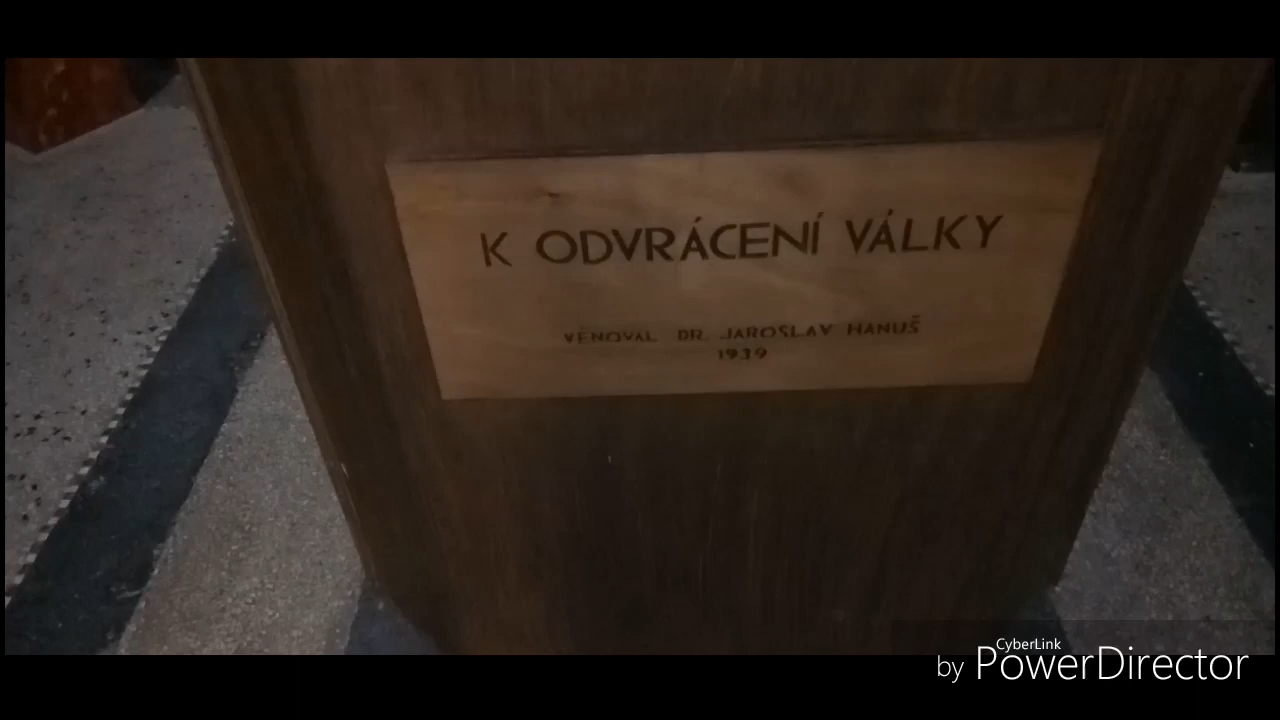 K ODVRÁCENÍ VÁLKY
VĚNOVAL DR. JAROSLAV HANUŠ
1939
CyberLink
by PowerDirector